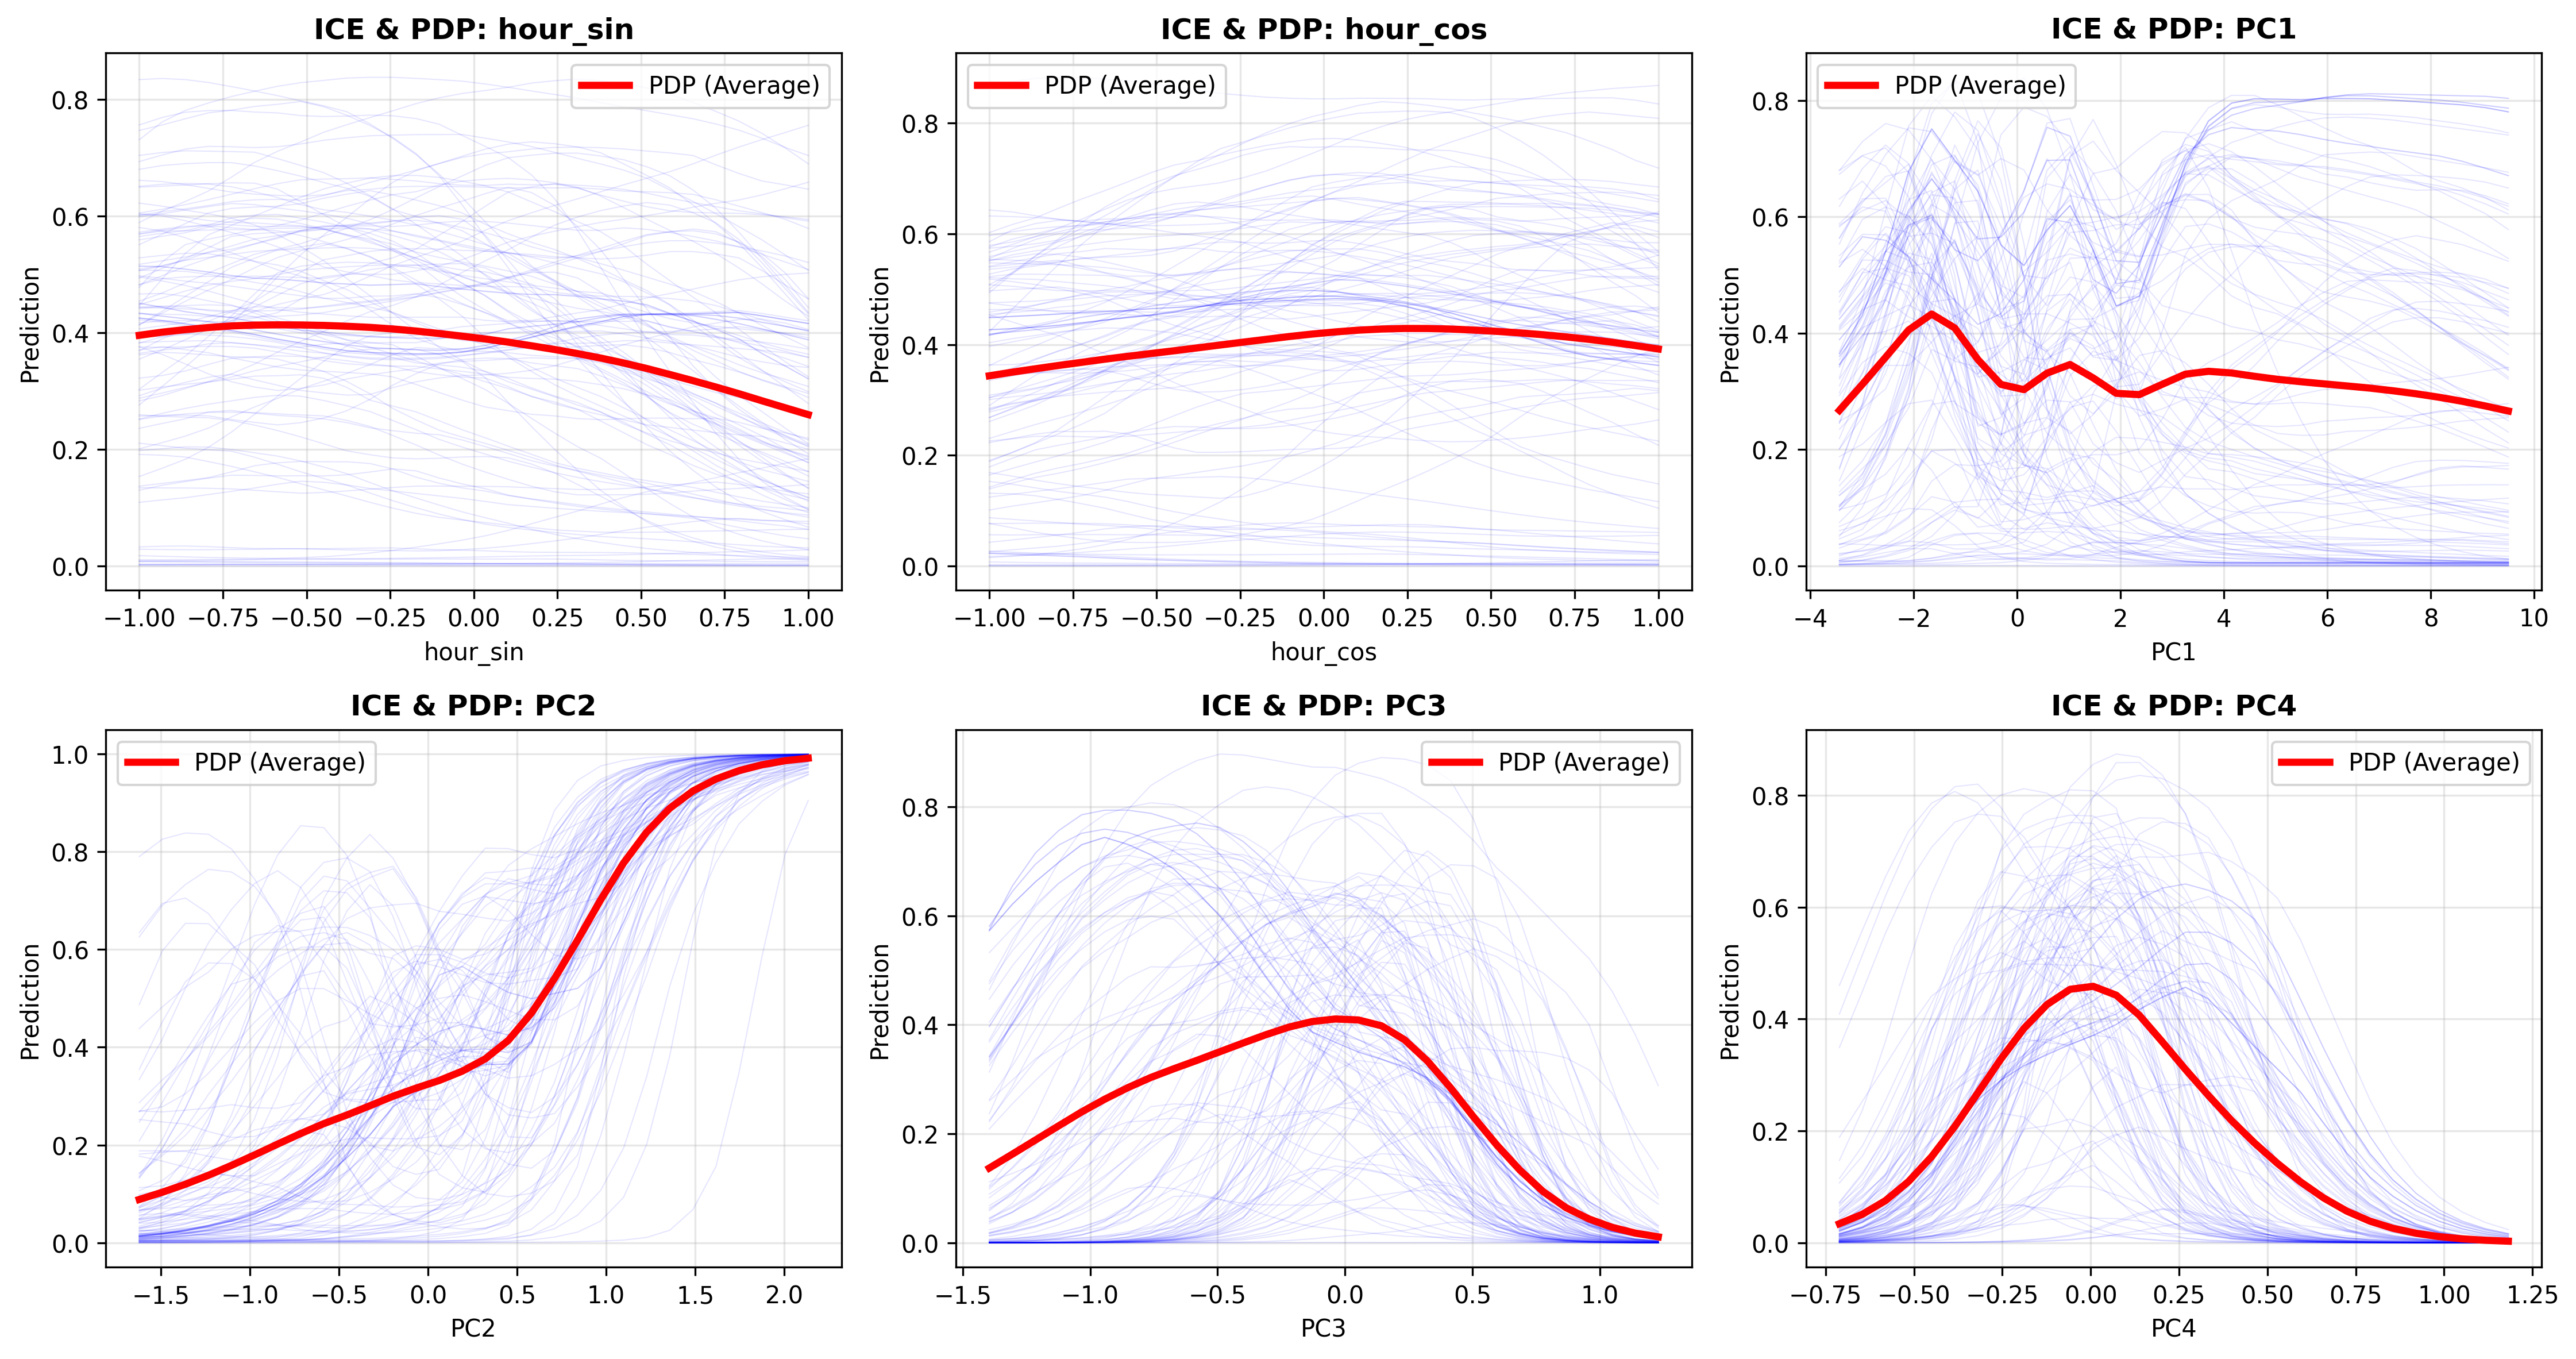 ICE & PDP: hour_sin
PDP (Average)
0.8
0.6
0.4
0.2
0.0
Prediction
−1.00 −0.75 −0.50 −0.25 0.00 0.25 0.50 0.75 1.00
hour_sin
ICE & PDP: hour_cos
PDP (Average)
0.8
0.6
0.4
0.2
0.0
Prediction
−1.00 −0.75 −0.50 −0.25 0.00 0.25 0.50 0.75 1.00
hour_cos
ICE & PDP: PC1
PDP (Average)
0.8
0.6
0.4
0.2
0.0
Prediction
−4 −2 0 2 4 6 8 10
PC1
ICE & PDP: PC2
PDP (Average)
1.0
0.8
0.6
0.4
0.2
0.0
Prediction
−1.5 −1.0 −0.5 0.0 0.5 1.0 1.5 2.0
PC2
ICE & PDP: PC3
PDP (Average)
0.8
0.6
0.4
0.2
0.0
Prediction
−1.5 −1.0 −0.5 0.0 0.5 1.0
PC3
ICE & PDP: PC4
PDP (Average)
0.8
0.6
0.4
0.2
0.0
Prediction
−0.75 −0.50 −0.25 0.00 0.25 0.50 0.75 1.00 1.25
PC4